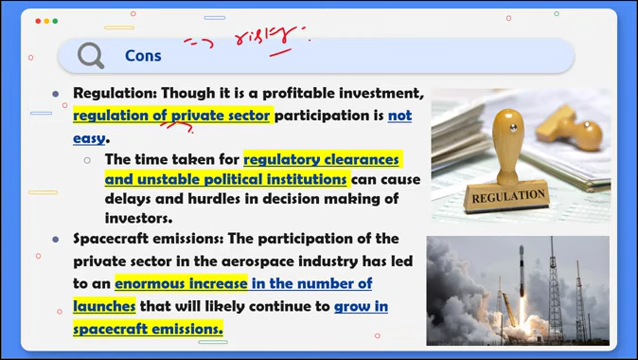 => risky
Cons
Regulation: Though it is a profitable investment,
regulation of private sector participation is not
easy.
The time taken for regulatory clearances
and unstable political institutions can cause
delays and hurdles in decision making of
investors.
REGULATION
Spacecraft emissions: The participation of the
private sector in the aerospace industry has led
to an enormous increase in the number of
launches that will likely continue to grow in
spacecraft emissions.